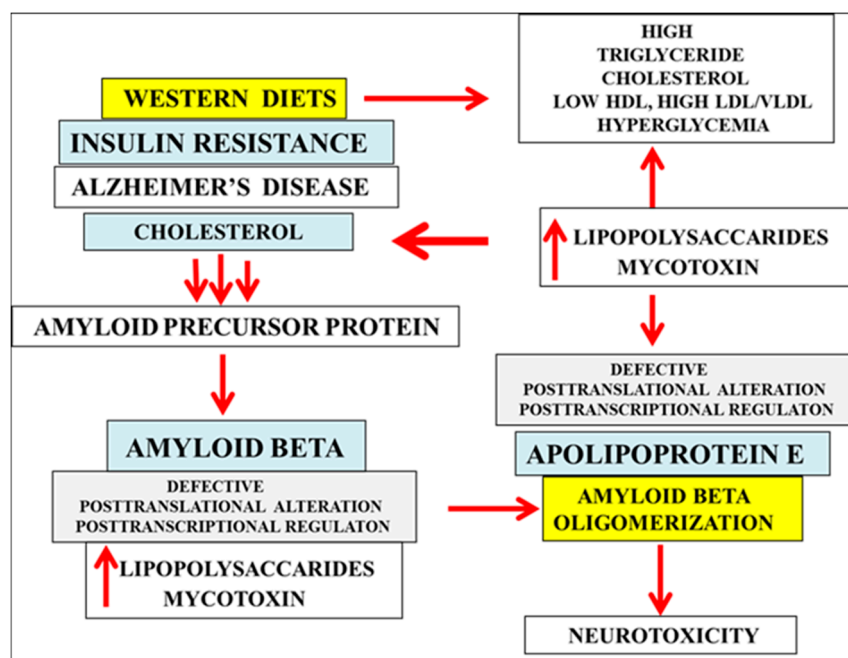 WESTERN DIETS
INSULIN RESISTANCE
ALZHEIMER'S DISEASE
CHOLESTEROL
AMYLOID PRECURSOR PROTEIN
AMYLOID BETA
DEFECTIVE
POSTTRANSLATIONAL ALTERATION
POSTTRANSCRIPTIONAL REGULATON
LIPOPOLYSACCARIDES
MYCOTOXIN
HIGH
TRIGLYCERIDE
CHOLESTEROL
LOW HDL, HIGH LDL/VLDL
HYPERGLYCEMIA
LIPOPOLYSACCARIDES
MYCOTOXIN
DEFECTIVE
POSTTRANSLATIONAL ALTERATION
POSTTRANSCRIPTIONAL REGULATON
APOLIPOPROTEIN E
AMYLOID BETA
OLIGOMERIZATION
NEUROTOXICITY